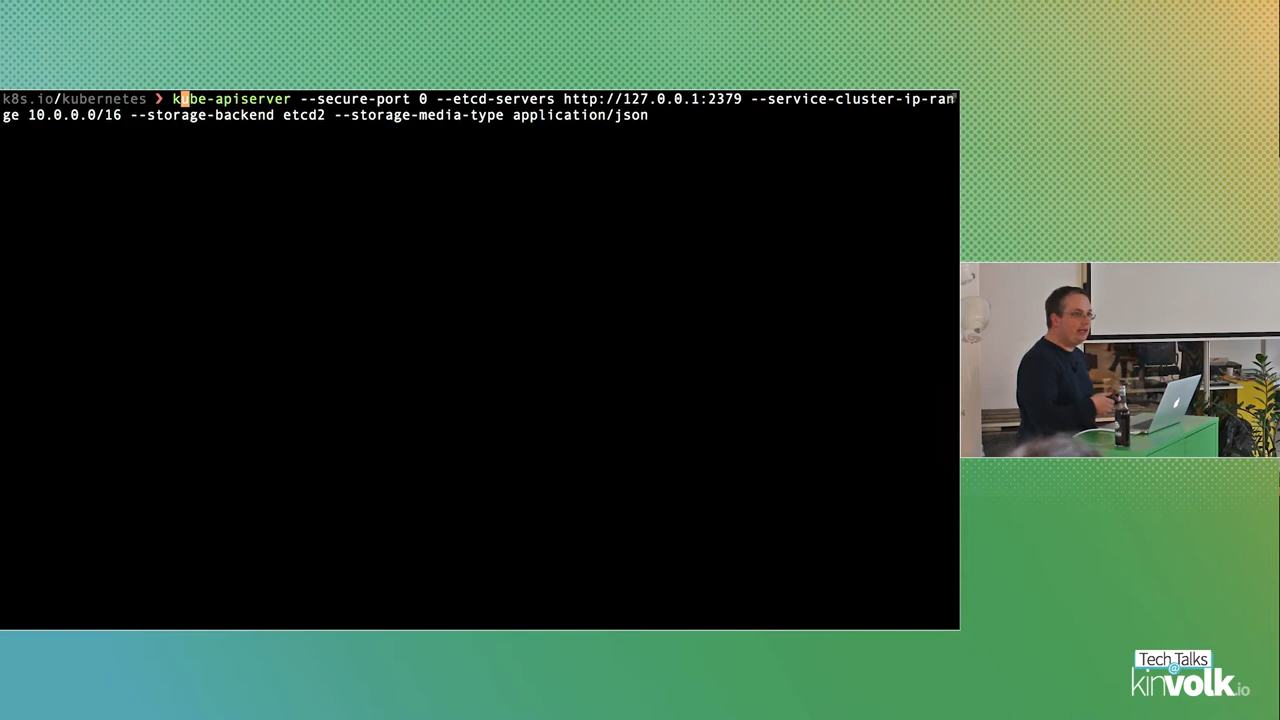 k8s.io/kubernetes ❯ kube-apiserver --secure-port 0 --etcd-servers http://127.0.0.1:2379 --service-cluster-ip-ran
ge 10.0.0.0/16 --storage-backend etcd2 --storage-media-type application/json
Tech Talks
@
kinvolk.io